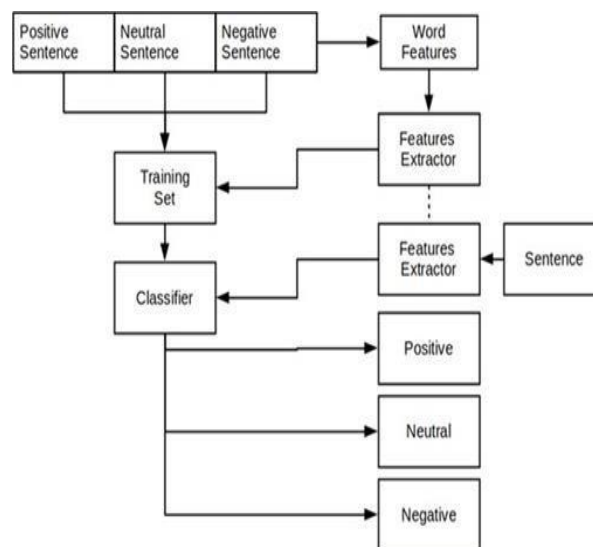 Positive
Sentence
Neutral
Sentence
Negative
Sentence
Word
Features
Features
Extractor
Training
Set
Features
Extractor
Sentence
Classifier
Positive
Neutral
Negative